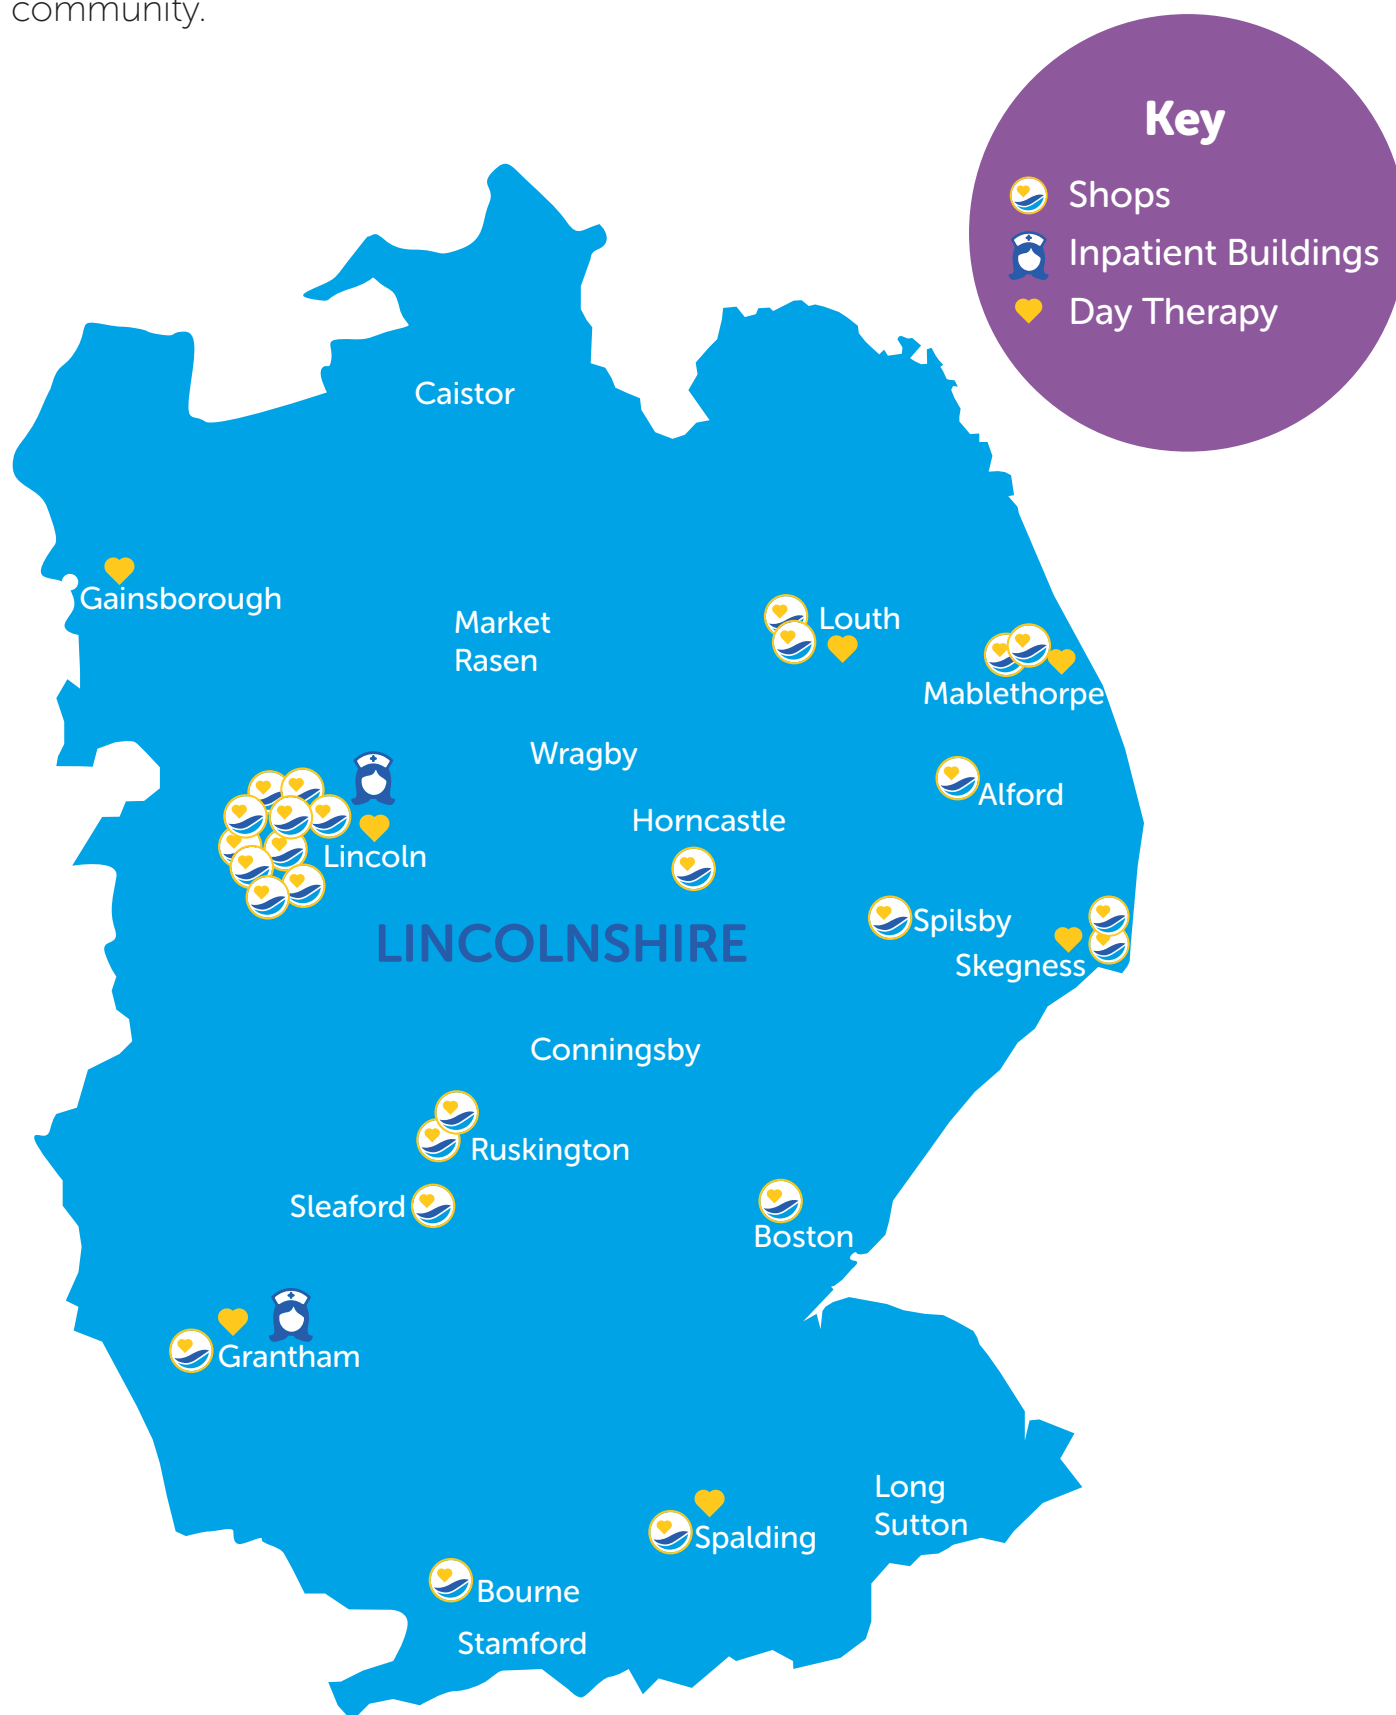 community.
Key
Shops
Inpatient Buildings
Day Therapy
Caistor
Gainsborough
Market
Rasen
Louth
Mablethorpe
Wragby
Alford
Horncastle
Lincoln
Spilsby
LINCOLNSHIRE
Skegness
Conningsby
Ruskington
Sleaford
Boston
Grantham
Long
Sutton
Spalding
Bourne
Stamford